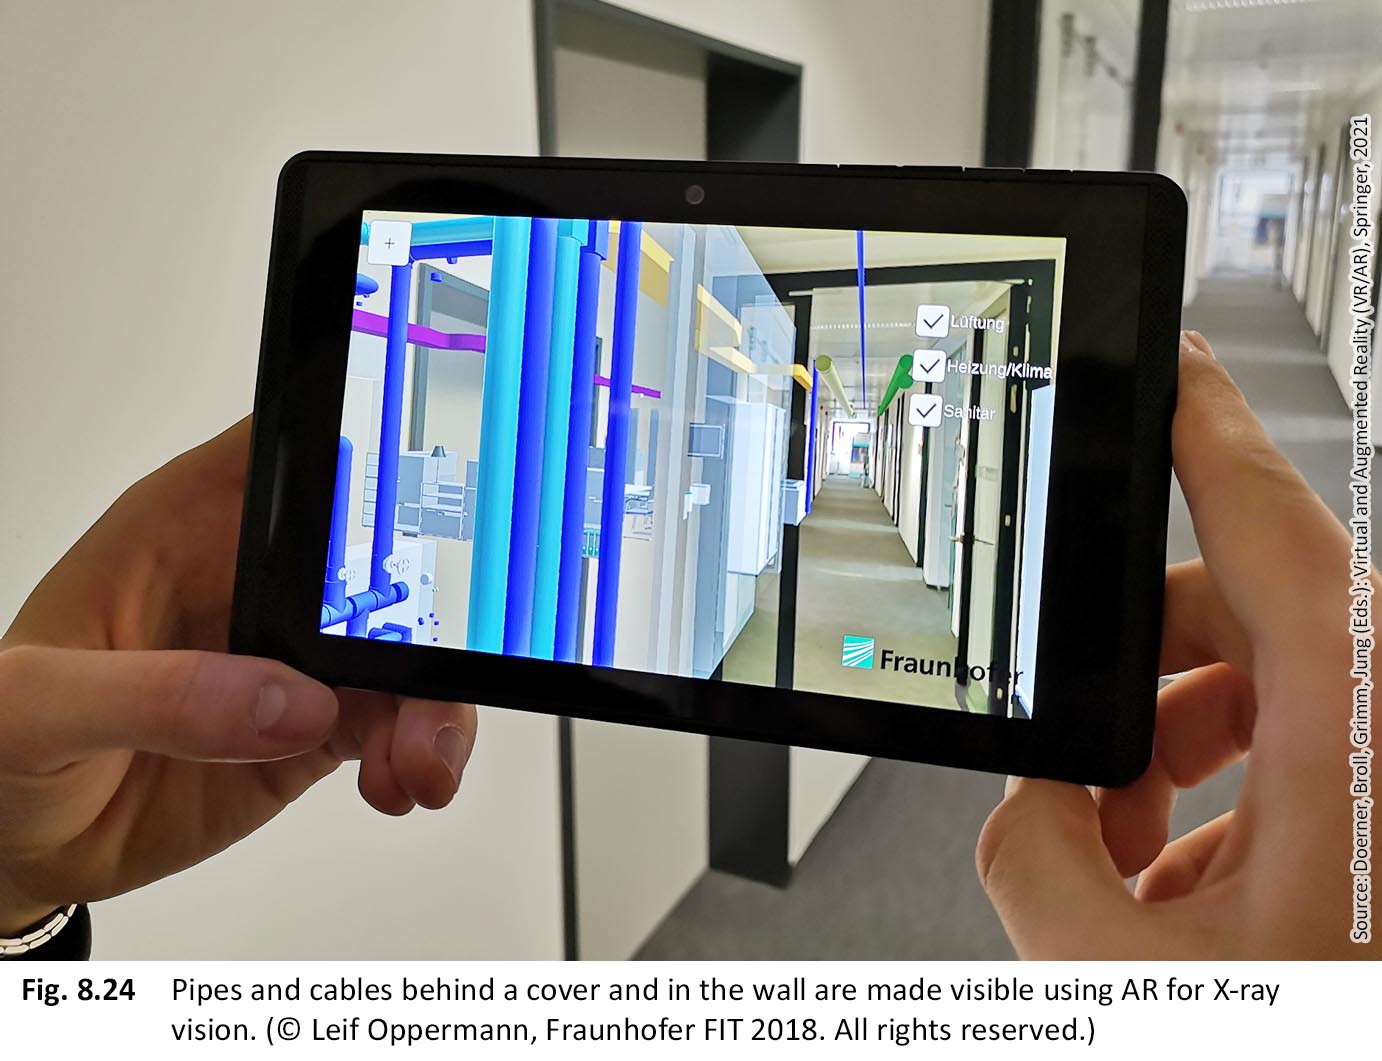 +
Lüftung
Heizung/Klima
Sanitär
Fraunhofer
Source: Doerner, Broll, Grimm, Jung (Eds.): Virtual and Augmented Reality (VR/AR), Springer, 2021
Fig. 8.24 Pipes and cables behind a cover and in the wall are made visible using AR for X-ray
vision. (© Leif Oppermann, Fraunhofer FIT 2018. All rights reserved.)